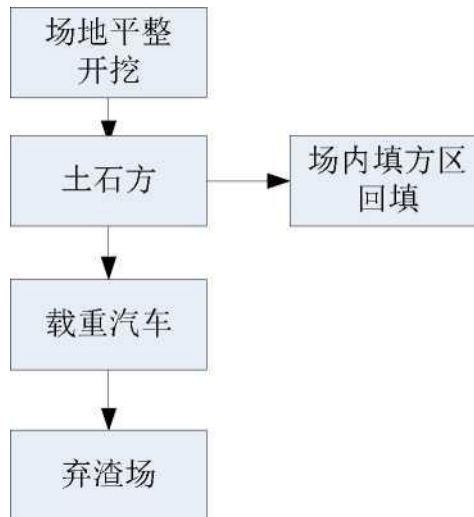 场地平整
开挖
土石方
场内填方区
回填
载重汽车
弃渣场